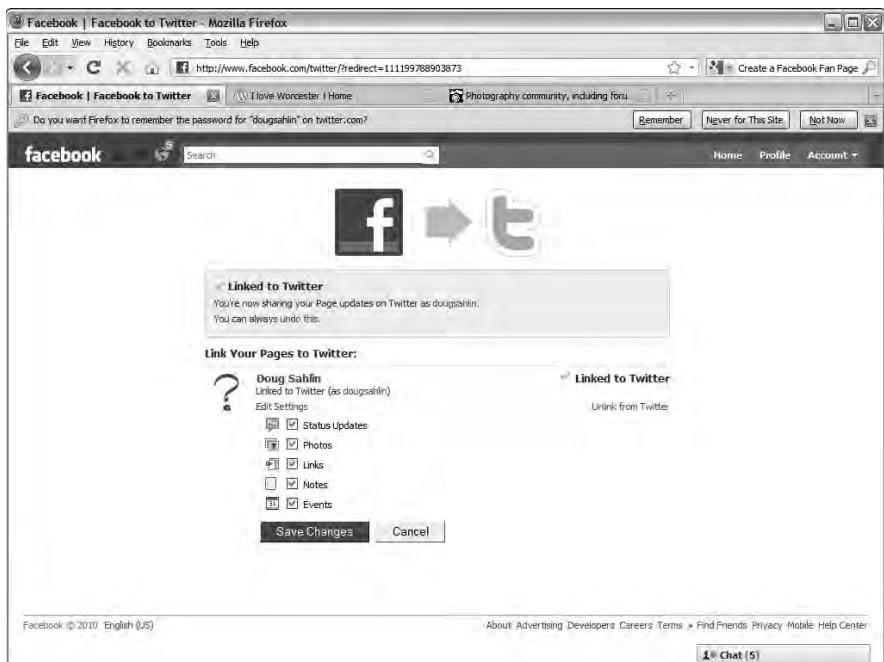 Facebook | Facebook to Twitter - Mozilla Firefox
File Edit View History Bookmarks Tools Help
http://www.facebook.com/twitter/?redirect=111199788903873
Create a Facebook Fan Page
Facebook | Facebook to Twitter
I love Worcester | Home
Photography community, including foru...
Do you want Firefox to remember the password for "dougsahlin" on twitter.com?
Remember
Never for This Site
Not Now
facebook
5
Search
Home Profile Account
f
t
Linked to Twitter
You're now sharing your Page updates on Twitter as dougsahlin.
You can always undo this.
Link Your Pages to Twitter:
Doug Sahlin
Linked to Twitter
Linked to Twitter (as dougsahlin)
Edit Settings
Unlink from Twitter
Status Updates
Photos
Links
Notes
31
Events
Save Changes
Cancel
Facebook © 2010 English (US)
About Advertising Developers Careers Terms • Find Friends Privacy Mobile Help Center
Chat (5)